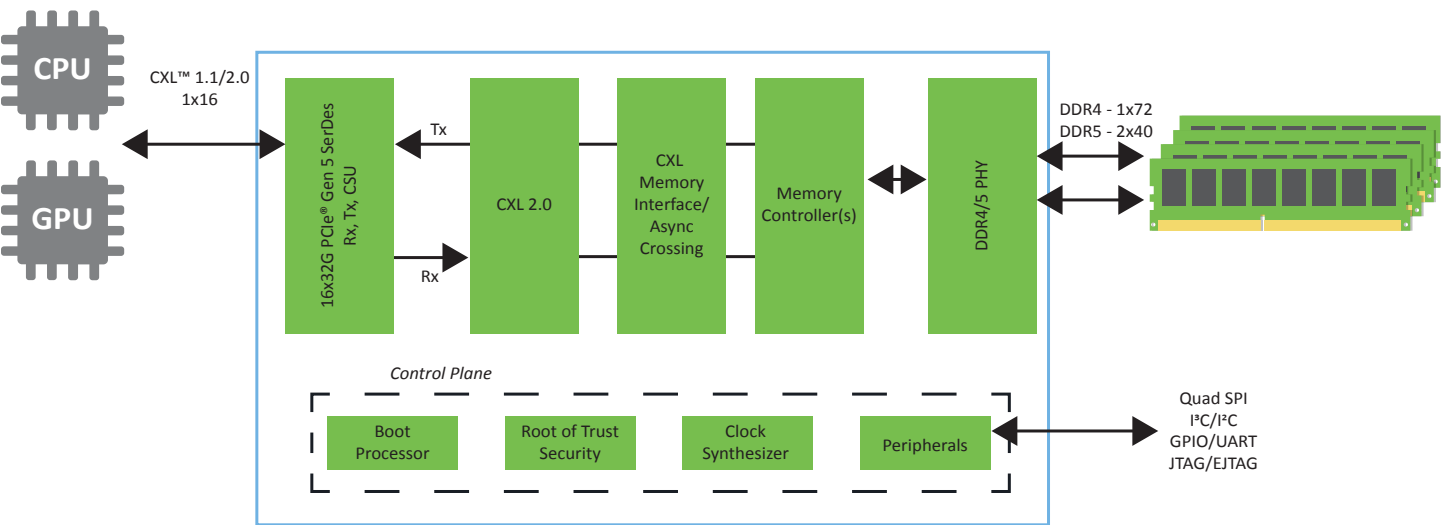 CPU
GPU
CXL™ 1.1/2.0
1x16
16x32G PCIe® Gen 5 SerDes
Rx, Tx, CSU
Tx
Rx
CXL 2.0
CXL
Memory
Interface/
Async
Crossing
Memory
Controller(s)
DDR4/5 PHY
DDR4 - 1x72
DDR5 - 2x40
Control Plane
Boot
Processor
Root of Trust
Security
Clock
Synthesizer
Peripherals
Quad SPI
I³C/I²C
GPIO/UART
JTAG/EJTAG